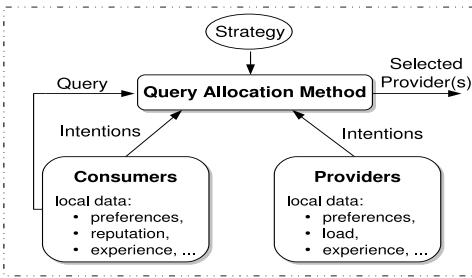 Strategy
Selected
Provider(s)
Query
Query Allocation Method
Intentions
Intentions
Consumers
local data:
• preferences,
• reputation,
• experience, ...
Providers
local data:
• preferences,
• load,
• experience, ...